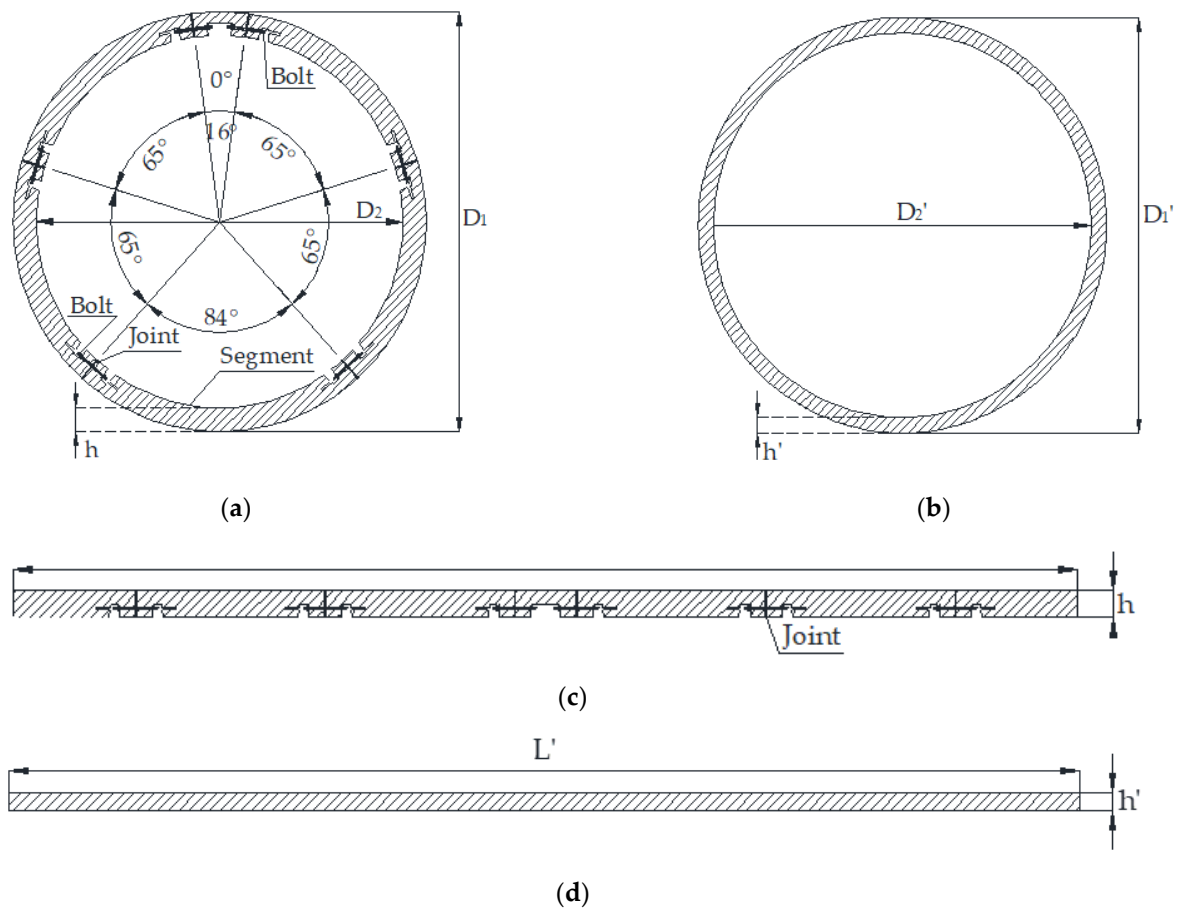 Bolt
0°
16°
65°
65°
D₂
D₁
65°
65°
84°
Bolt
Joint
Segment
h
D₂'
D₁'
h'
(a)
(b)
h
Joint
(c)
L'
h'
(d)